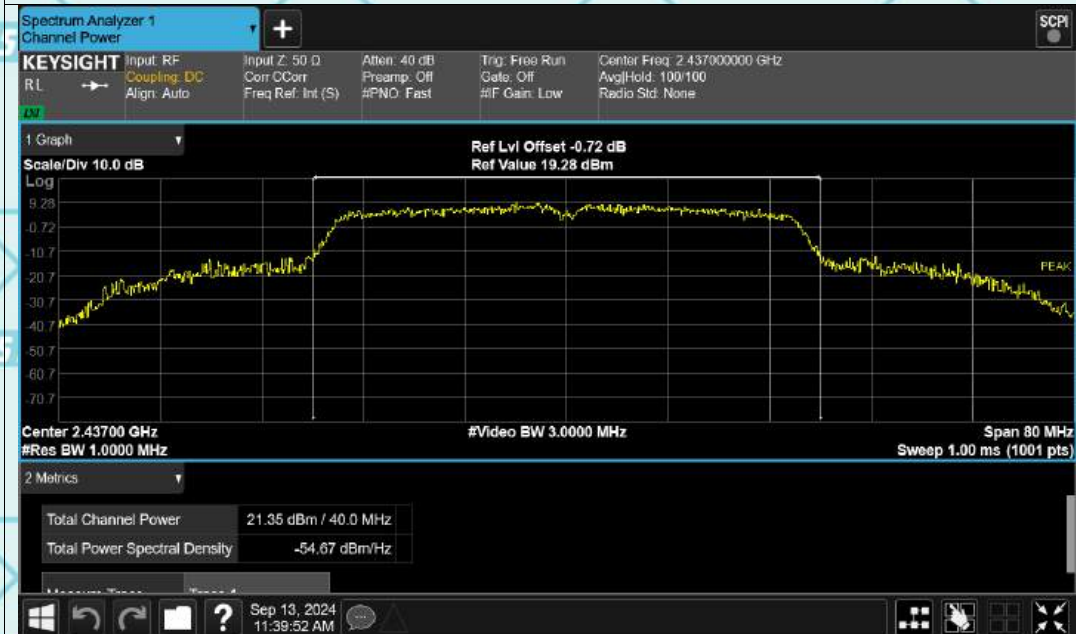 Spectrum Analyzer 1
Channel Power
+
SCPI
KEYSIGHT
RL
LXI
Input: RF
Coupling: DC
Align: Auto
Input Z: 50 Ω
Corr CCorr
Freq Ref: Int (S)
Atten: 40 dB
Preamp: Off
#PNO: Fast
Trig: Free Run
Gate: Off
#IF Gain: Low
Center Freq: 2.437000000 GHz
Avg|Hold: 100/100
Radio Std: None
1 Graph
Scale/Div 10.0 dB
Ref Lvl Offset -0.72 dB
Ref Value 19.28 dBm
Log
9.28
-0.72
-10.7
-20.7
-30.7
-40.7
-50.7
-60.7
-70.7
PEAK
Center 2.43700 GHz
#Res BW 1.0000 MHz
#Video BW 3.0000 MHz
Span 80 MHz
Sweep 1.00 ms (1001 pts)
2 Metrics
Total Channel Power 21.35 dBm / 40.0 MHz
Total Power Spectral Density -54.67 dBm/Hz
?
Sep 13, 2024
11:39:52 AM